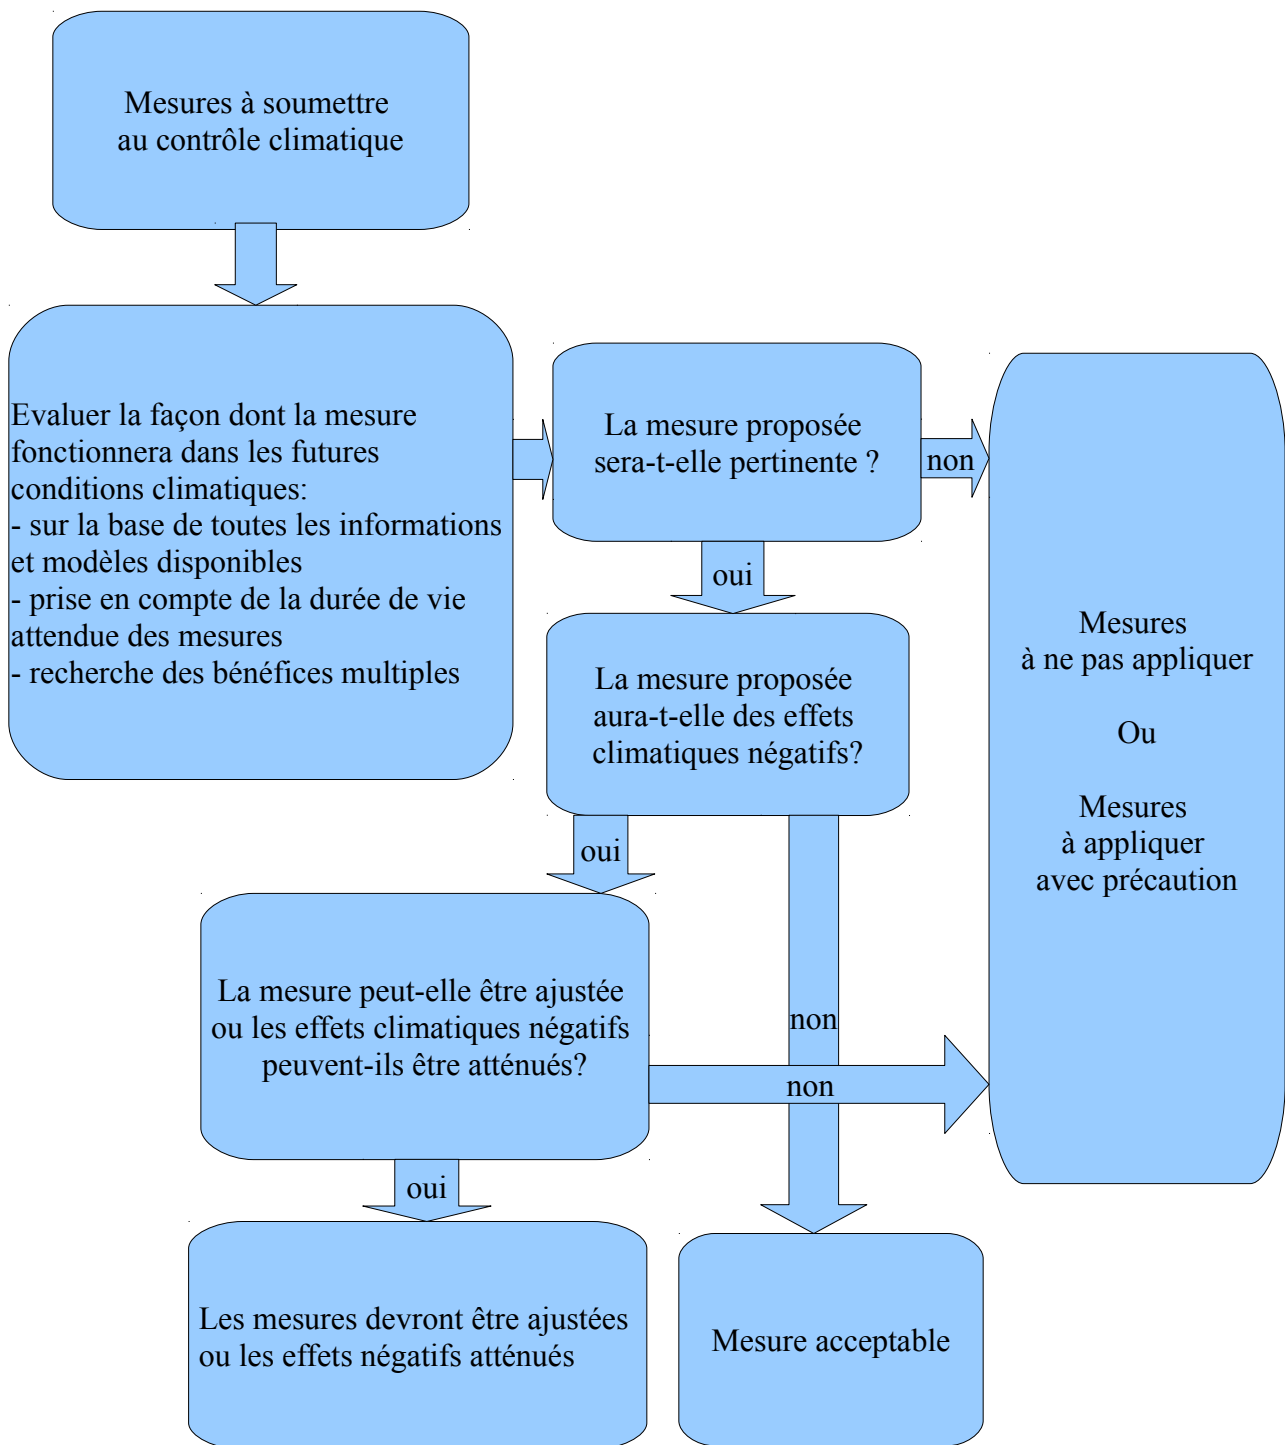 Mesures à soumettre
au contrôle climatique
Evaluer la façon dont la mesure
fonctionnera dans les futures
conditions climatiques:
- sur la base de toutes les informations
et modèles disponibles
- prise en compte de la durée de vie
attendue des mesures
- recherche des bénéfices multiples
La mesure proposée
sera-t-elle pertinente ?
non
oui
La mesure proposée
aura-t-elle des effets
climatiques négatifs?
Mesures
à ne pas appliquer
Ou
Mesures
à appliquer
avec précaution
oui
non
La mesure peut-elle être ajustée
ou les effets climatiques négatifs
peuvent-ils être atténués?
non
oui
Les mesures devront être ajustées
ou les effets négatifs atténués
Mesure acceptable